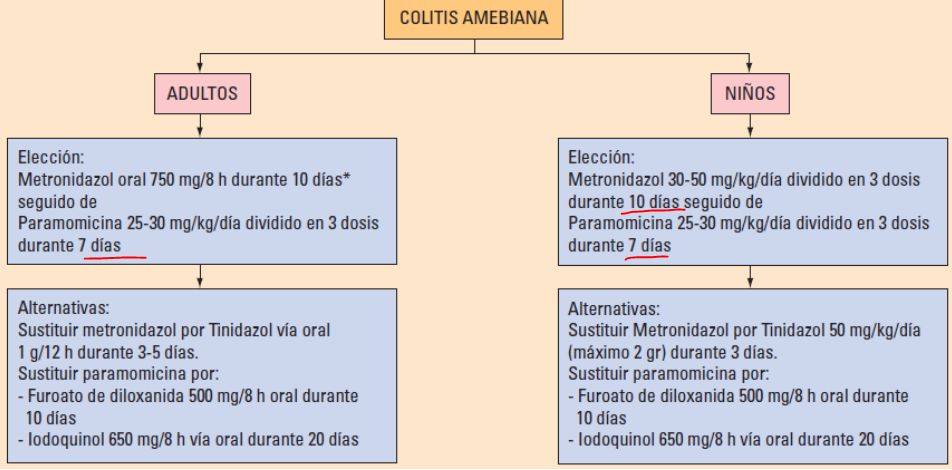 COLITIS AMEBIANA
ADULTOS
Elección:
Metronidazol oral 750 mg/8 h durante 10 días*
seguido de
Paramomicina 25-30 mg/kg/día dividido en 3 dosis
durante 7 días
Alternativas:
Sustituir metronidazol por Tinidazol vía oral
1 g/12 h durante 3-5 días.
Sustituir paramomicina por:
- Furoato de diloxanida 500 mg/8 h oral durante
10 días
- Iodoquinol 650 mg/8 h vía oral durante 20 días
NIÑOS
Elección:
Metronidazol 30-50 mg/kg/día dividido en 3 dosis
durante 10 días seguido de
Paramomicina 25-30 mg/kg/día dividido en 3 dosis
durante 7 días
Alternativas:
Sustituir Metronidazol por Tinidazol 50 mg/kg/día
(máximo 2 gr) durante 3 días.
Sustituir paramomicina por:
- Furoato de diloxanida 500 mg/8 h oral durante
10 días
- Iodoquinol 650 mg/8 h vía oral durante 20 días